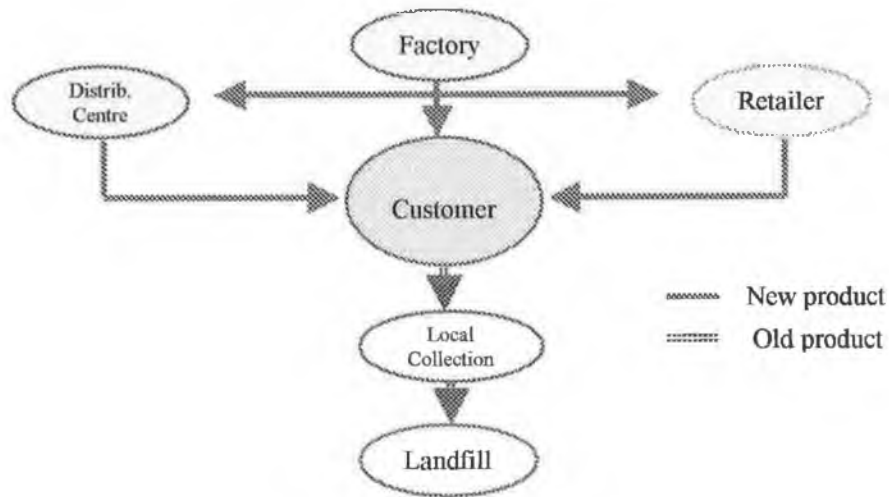 Factory
Distrib.
Centre
Retailer
Customer
New product
Local
Collection
Old product
Landfill